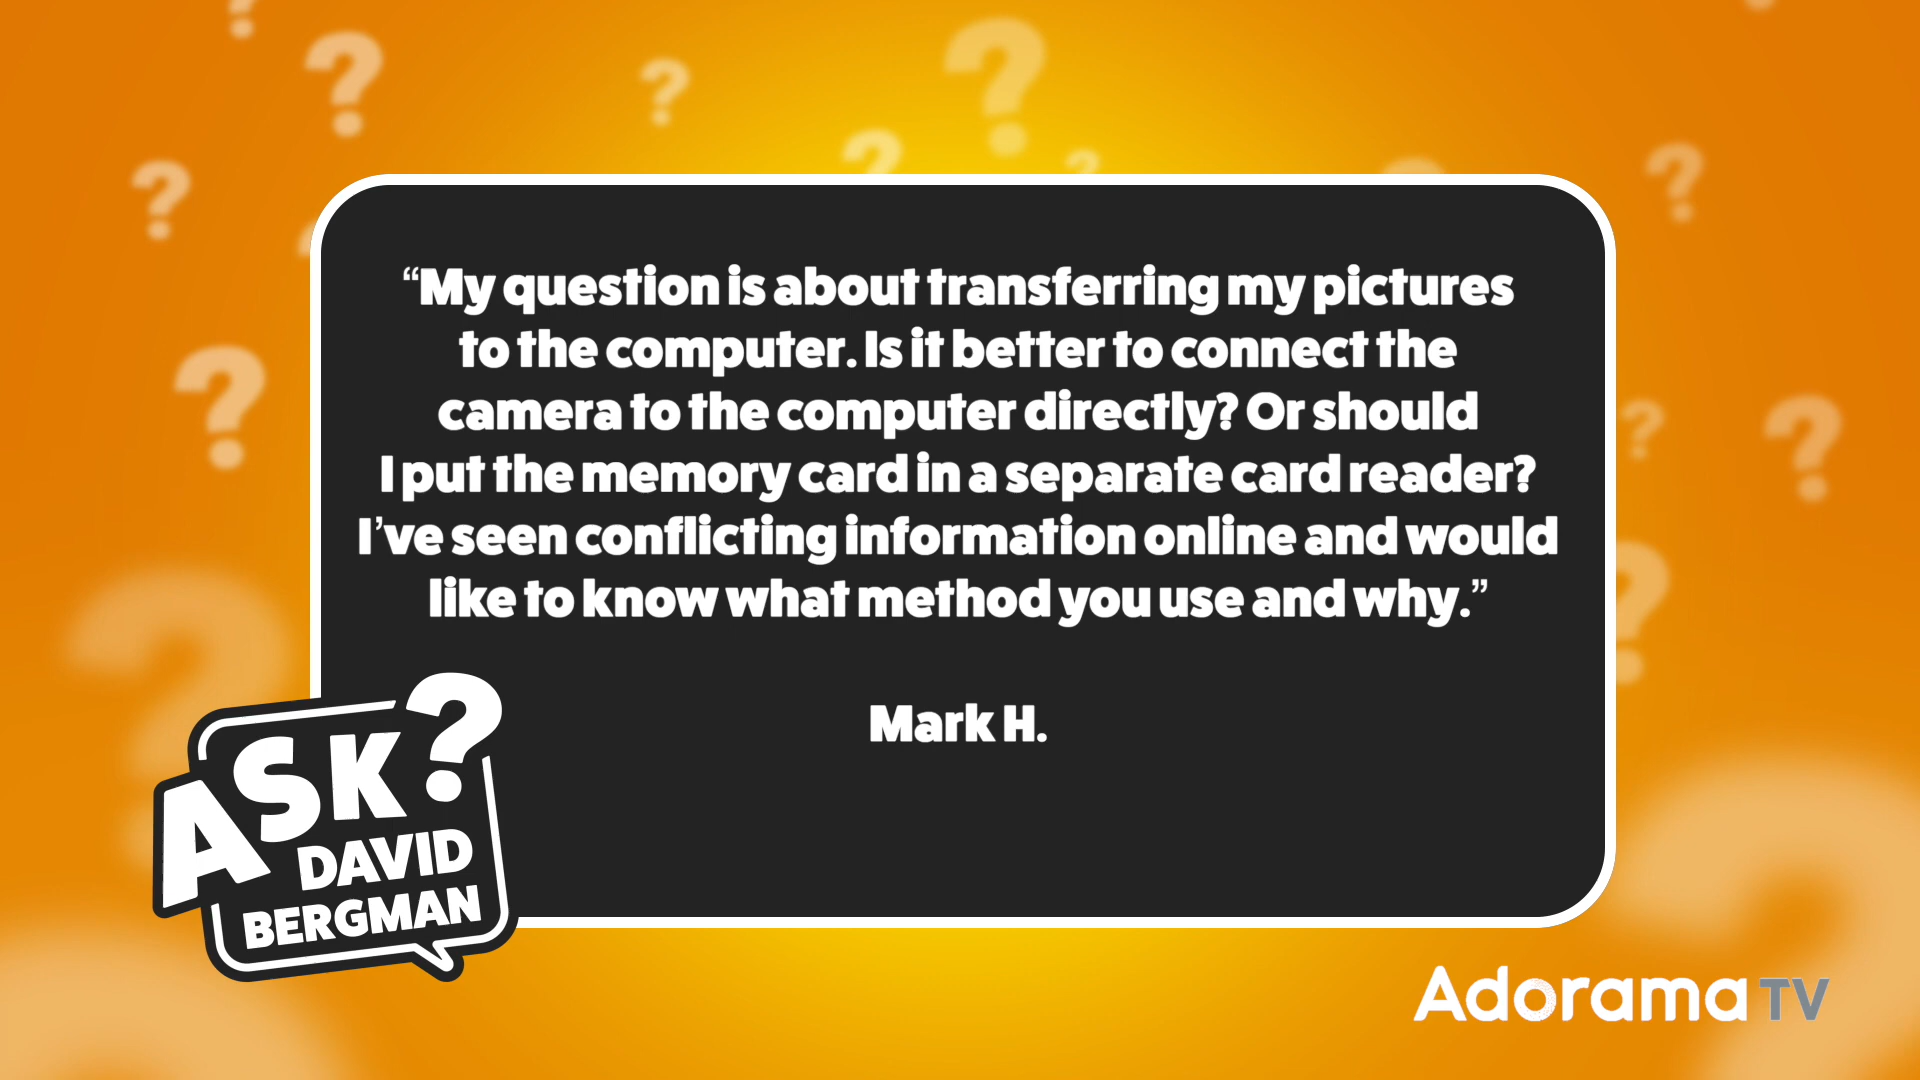 “My question is about transferring my pictures
to the computer. Is it better to connect the
camera to the computer directly? Or should
I put the memory card in a separate card reader?
I’ve seen conflicting information online and would
like to know what method you use and why.”
Mark H.
ASK?
DAVID
BERGMAN
Adorama TV